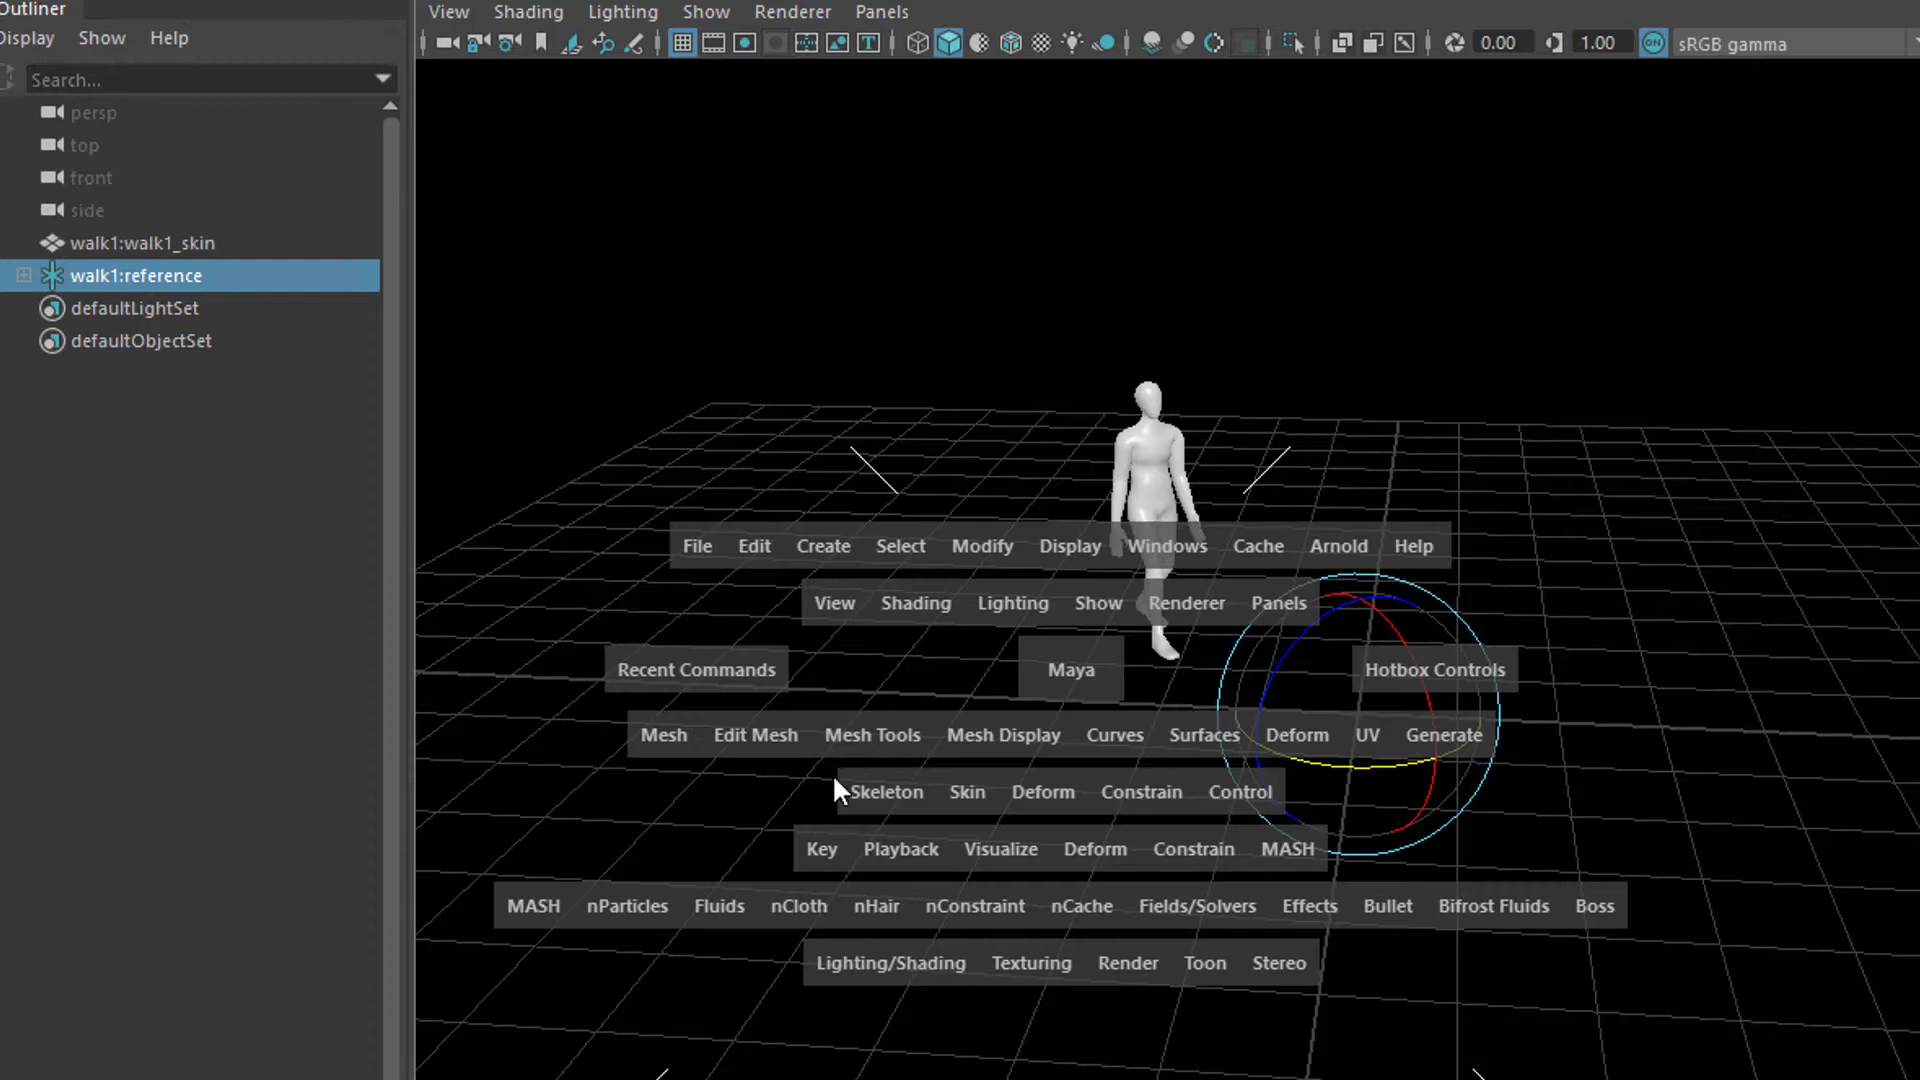 Outliner
Display Show Help
Search...
persp
top
front
side
walk1:walk1_skin
walk1:reference
defaultLightSet
defaultObjectSet
View Shading Lighting Show Renderer Panels
0.00 1.00 ON sRGB gamma
File Edit Create Select Modify Display Windows Cache Arnold Help
View Shading Lighting Show Renderer Panels
Recent Commands Maya Hotbox Controls
Mesh Edit Mesh Mesh Tools Mesh Display Curves Surfaces Deform UV Generate
Skeleton Skin Deform Constrain Control
Key Playback Visualize Deform Constrain MASH
MASH nParticles Fluids nCloth nHair nConstraint nCache Fields/Solvers Effects Bullet Bifrost Fluids Boss
Lighting/Shading Texturing Render Toon Stereo